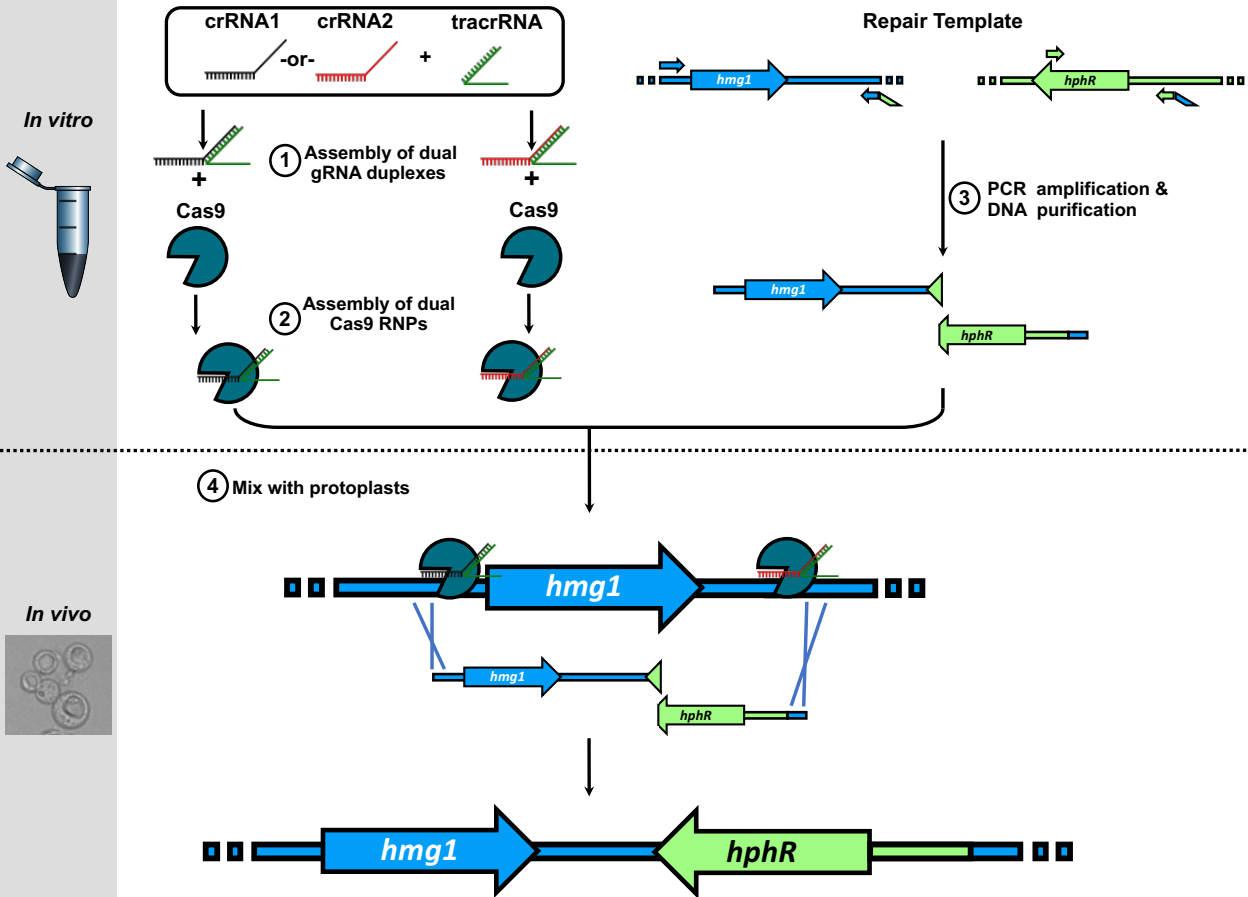 crRNA1
crRNA2
tracrRNA
-or-
+
Repair Template
hmg1
hphR
In vitro
1
Assembly of dual
gRNA duplexes
+
+
Cas9
Cas9
3
PCR amplification &
DNA purification
2
Assembly of dual
Cas9 RNPs
hmg1
hphR
4
Mix with protoplasts
In vivo
hmg1
hmg1
hphR
hmg1
hphR